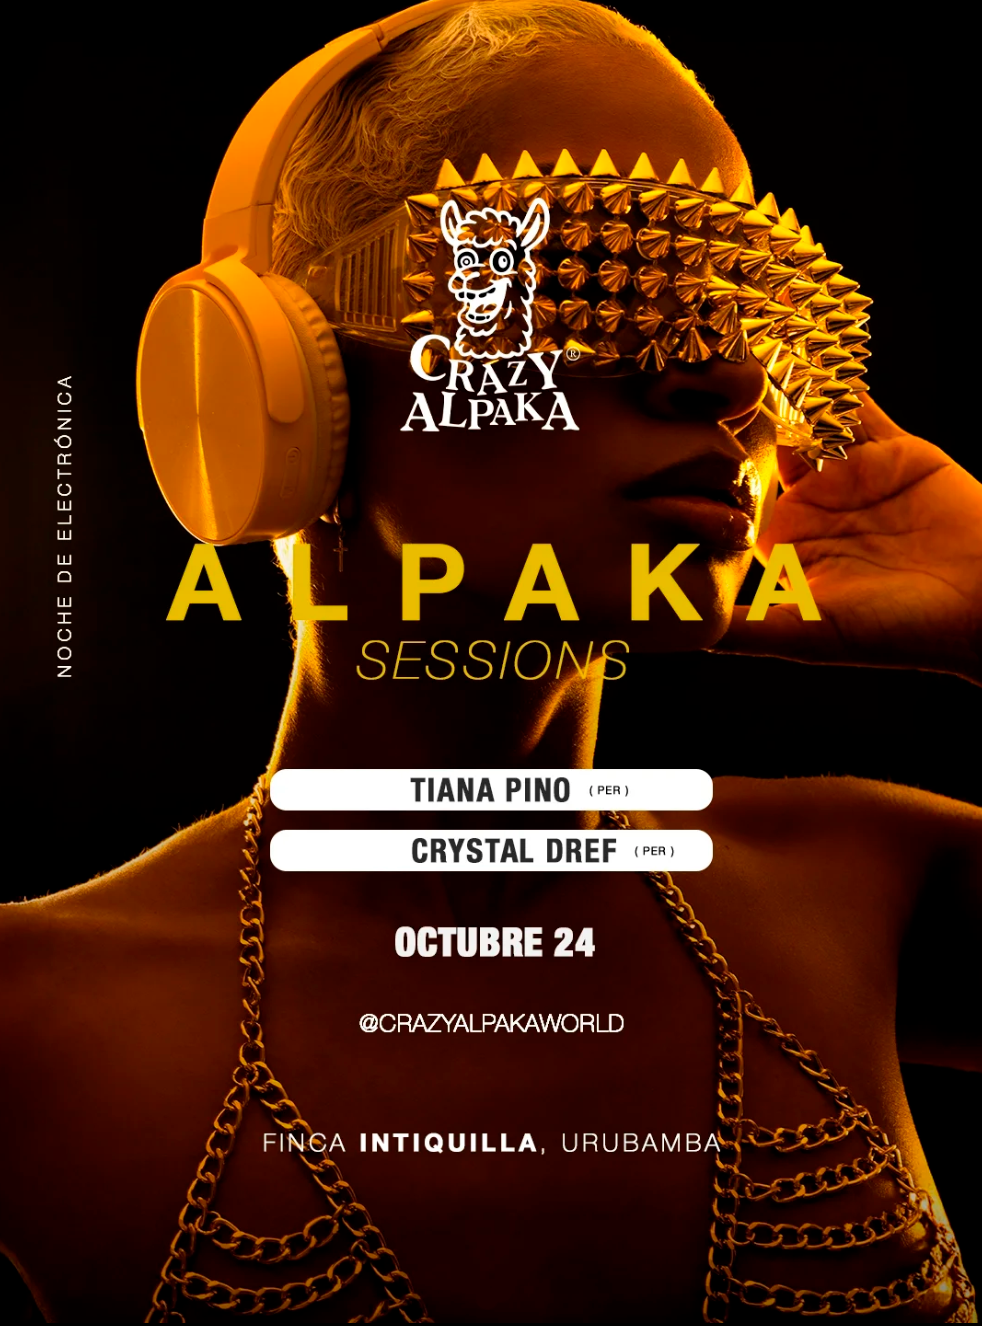 CRAZY ®
ALPAKA
NOCHE DE ELECTRÓNICA
ALPAKA
SESSIONS
TIANA PINO ( PER )
CRYSTAL DREF ( PER )
OCTUBRE 24
@CRAZYALPAKAWORLD
FINCA INTIQUILLA, URUBAMBA